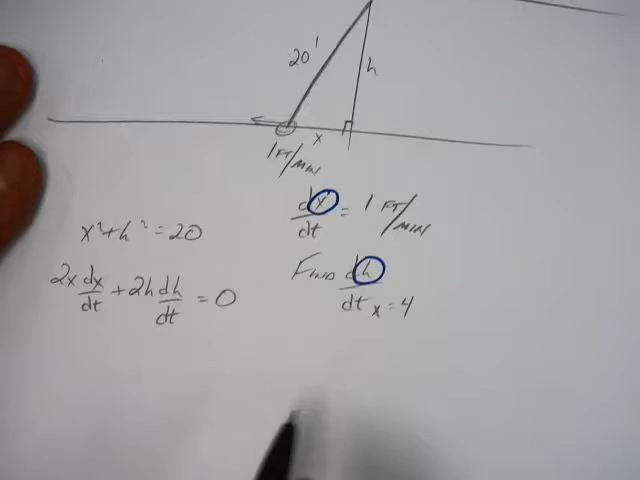 20'
h
x
1 FT/MIN
dx/dt = 1 FT/MIN
x²+h²=20
FIND dh/dt x=4
2x dx/dt + 2h dh/dt = 0